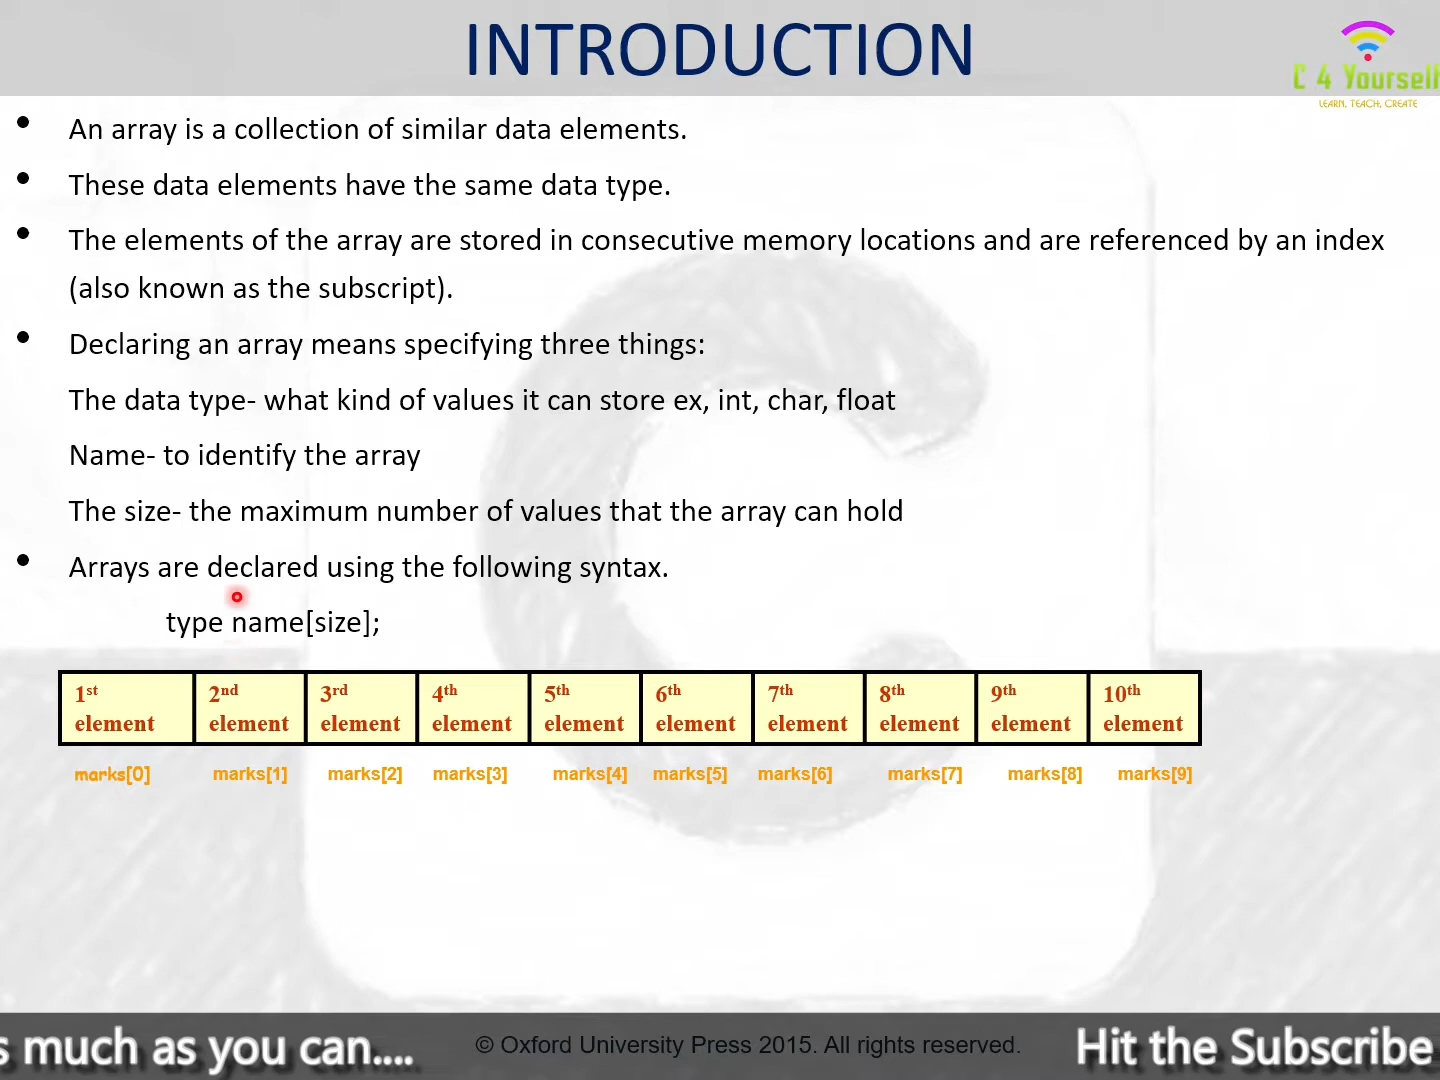 INTRODUCTION
C 4 Yourself
LEARN, TEACH, CREATE
• An array is a collection of similar data elements.
• These data elements have the same data type.
• The elements of the array are stored in consecutive memory locations and are referenced by an index
(also known as the subscript).
• Declaring an array means specifying three things:
The data type- what kind of values it can store ex, int, char, float
Name- to identify the array
The size- the maximum number of values that the array can hold
• Arrays are declared using the following syntax.
type name[size];
1st element 2nd element 3rd element 4th element 5th element 6th element 7th element 8th element 9th element 10th element
marks[0] marks[1] marks[2] marks[3] marks[4] marks[5] marks[6] marks[7] marks[8] marks[9]
s much as you can.... © Oxford University Press 2015. All rights reserved. Hit the Subscribe